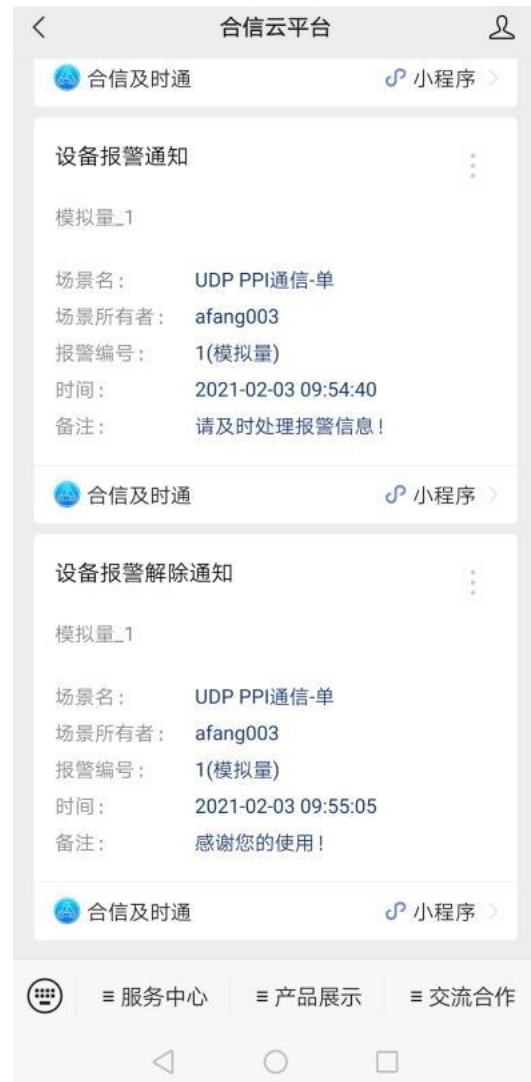 合信云平台
合信及时通 小程序
设备报警通知
模拟量_1
场景名: UDP PPI通信-单
场景所有者: afang003
报警编号: 1(模拟量)
时间: 2021-02-03 09:54:40
备注: 请及时处理报警信息!
合信及时通 小程序
设备报警解除通知
模拟量_1
场景名: UDP PPI通信-单
场景所有者: afang003
报警编号: 1(模拟量)
时间: 2021-02-03 09:55:05
备注: 感谢您的使用!
合信及时通 小程序
服务中心 产品展示 交流合作